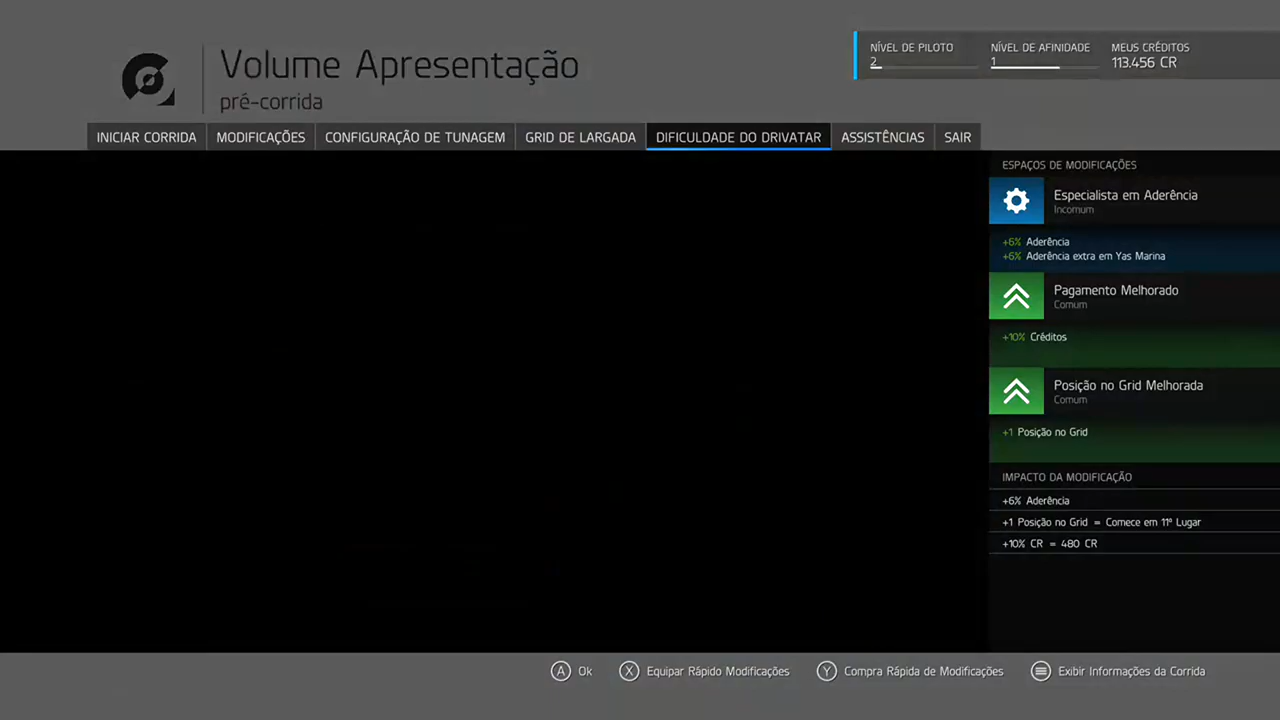 Volume Apresentação
pré-corrida
NÍVEL DE PILOTO
2
NÍVEL DE AFINIDADE
1
MEUS CRÉDITOS
113.456 CR
INICIAR CORRIDA
MODIFICAÇÕES
CONFIGURAÇÃO DE TUNAGEM
GRID DE LARGADA
DIFICULDADE DO DRIVATAR
ASSISTÊNCIAS
SAIR
ESPAÇOS DE MODIFICAÇÕES
Especialista em Aderência
Incomum
+6% Aderência
+6% Aderência extra em Yas Marina
Pagamento Melhorado
Comum
+10% Créditos
Posição no Grid Melhorada
Comum
+1 Posição no Grid
IMPACTO DA MODIFICAÇÃO
+6% Aderência
+1 Posição no Grid = Comece em 11º Lugar
+10% CR = 480 CR
A Ok
X Equipar Rápido Modificações
Y Compra Rápida de Modificações
Exibir Informações da Corrida